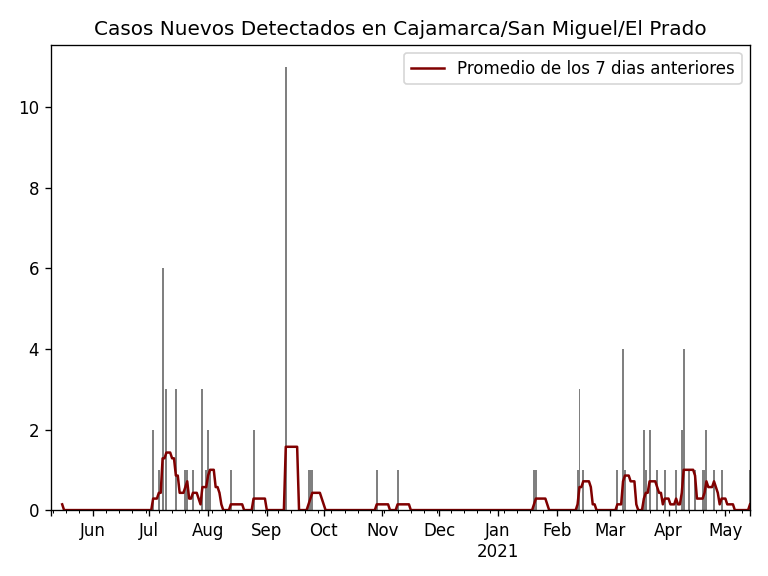 Casos Nuevos Detectados en Cajamarca/San Miguel/El Prado
Promedio de los 7 dias anteriores
10
8
6
4
2
0
Jun Jul Aug Sep Oct Nov Dec Jan Feb Mar Apr May
2021